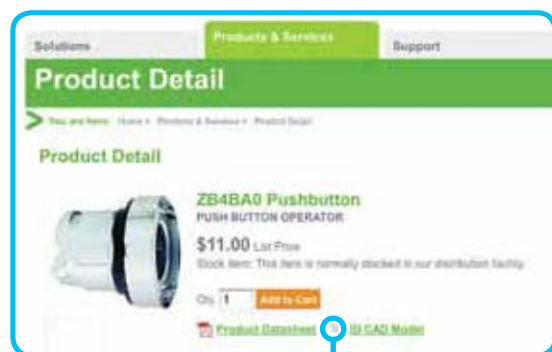 Solutions
Products & Services
Support
Product Detail
You are here: Home > Products & Services > Product Detail
Product Detail
ZB4BA0 Pushbutton
PUSH BUTTON OPERATOR
$11.00 List Price
Stock Item: This item is normally stocked in our distribution facility.
Qty 1 Add to Cart
Product Datasheet CAD Model